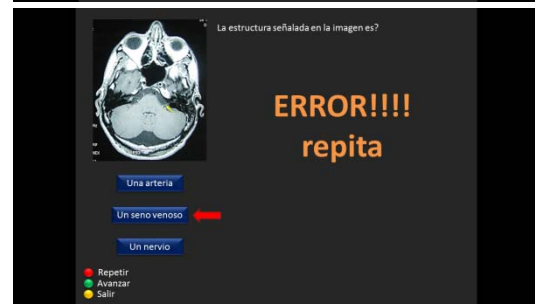 La estructura señalada en la imagen es?
ERROR!!!!
repita
Una arteria
Un seno venoso
Un nervio
Repetir
Avanzar
Salir